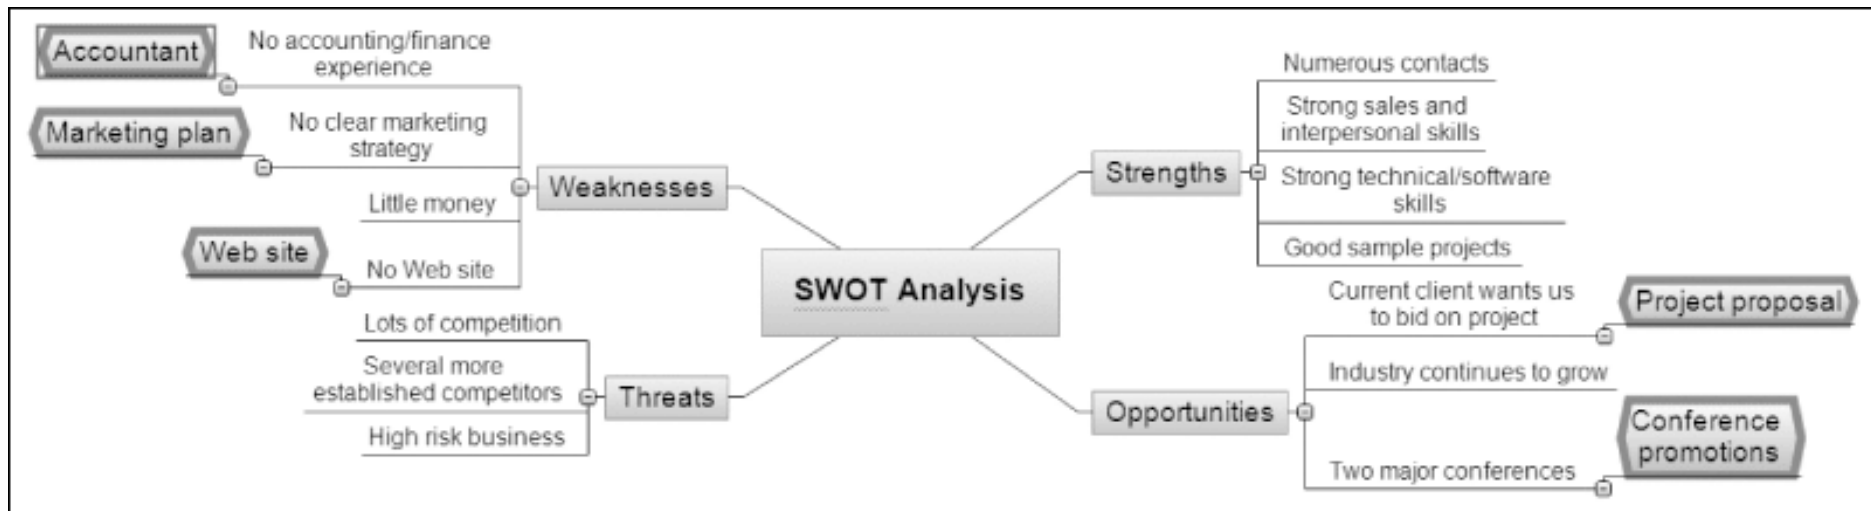 Accountant
No accounting/finance
experience
Marketing plan
No clear marketing
strategy
Weaknesses
Little money
Web site
No Web site
Lots of competition
Several more
established competitors
Threats
High risk business
SWOT Analysis
Numerous contacts
Strong sales and
interpersonal skills
Strengths
Strong technical/software
skills
Good sample projects
Current client wants us
to bid on project
Project proposal
Industry continues to grow
Opportunities
Conference
promotions
Two major conferences